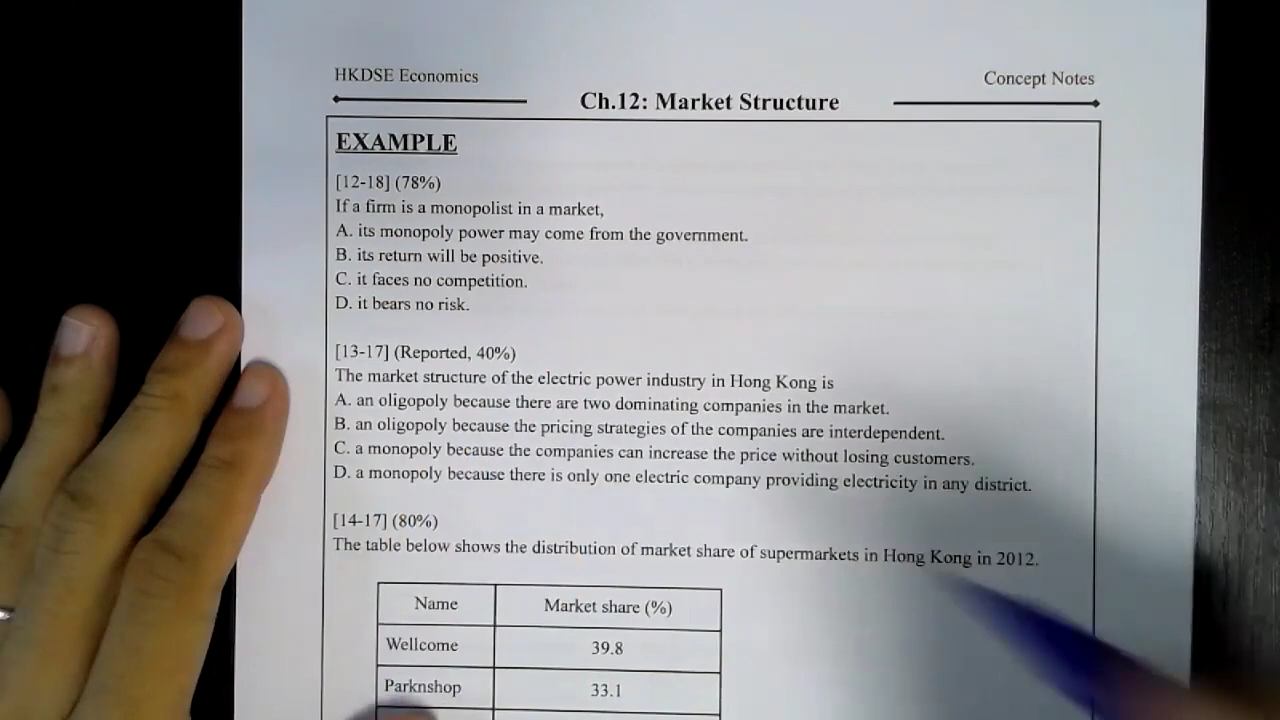 HKDSE Economics
Concept Notes
Ch.12: Market Structure
EXAMPLE
[12-18] (78%)
If a firm is a monopolist in a market,
A. its monopoly power may come from the government.
B. its return will be positive.
C. it faces no competition.
D. it bears no risk.
[13-17] (Reported, 40%)
The market structure of the electric power industry in Hong Kong is
A. an oligopoly because there are two dominating companies in the market.
B. an oligopoly because the pricing strategies of the companies are interdependent.
C. a monopoly because the companies can increase the price without losing customers.
D. a monopoly because there is only one electric company providing electricity in any district.
[14-17] (80%)
The table below shows the distribution of market share of supermarkets in Hong Kong in 2012.
Name Market share (%)
Wellcome 39.8
Parknshop 33.1